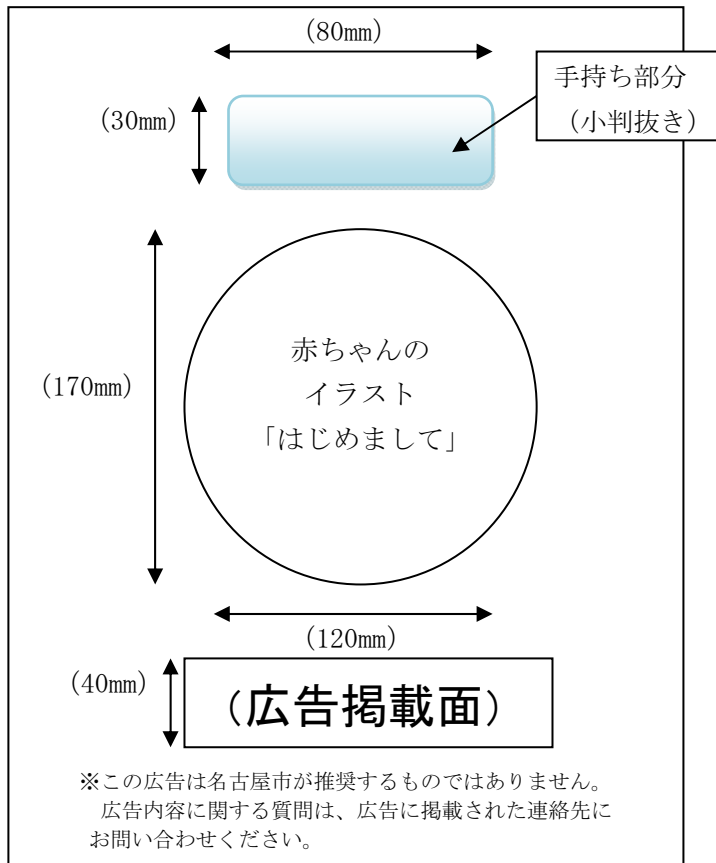 (80mm)
手持ち部分
(小判抜き)
(30mm)
赤ちゃんの
イラスト
「はじめまして」
(170mm)
(120mm)
(40mm)
(広告掲載面)
※この広告は名古屋市が推奨するものではありません。
広告内容に関する質問は、広告に掲載された連絡先に
お問い合わせください。